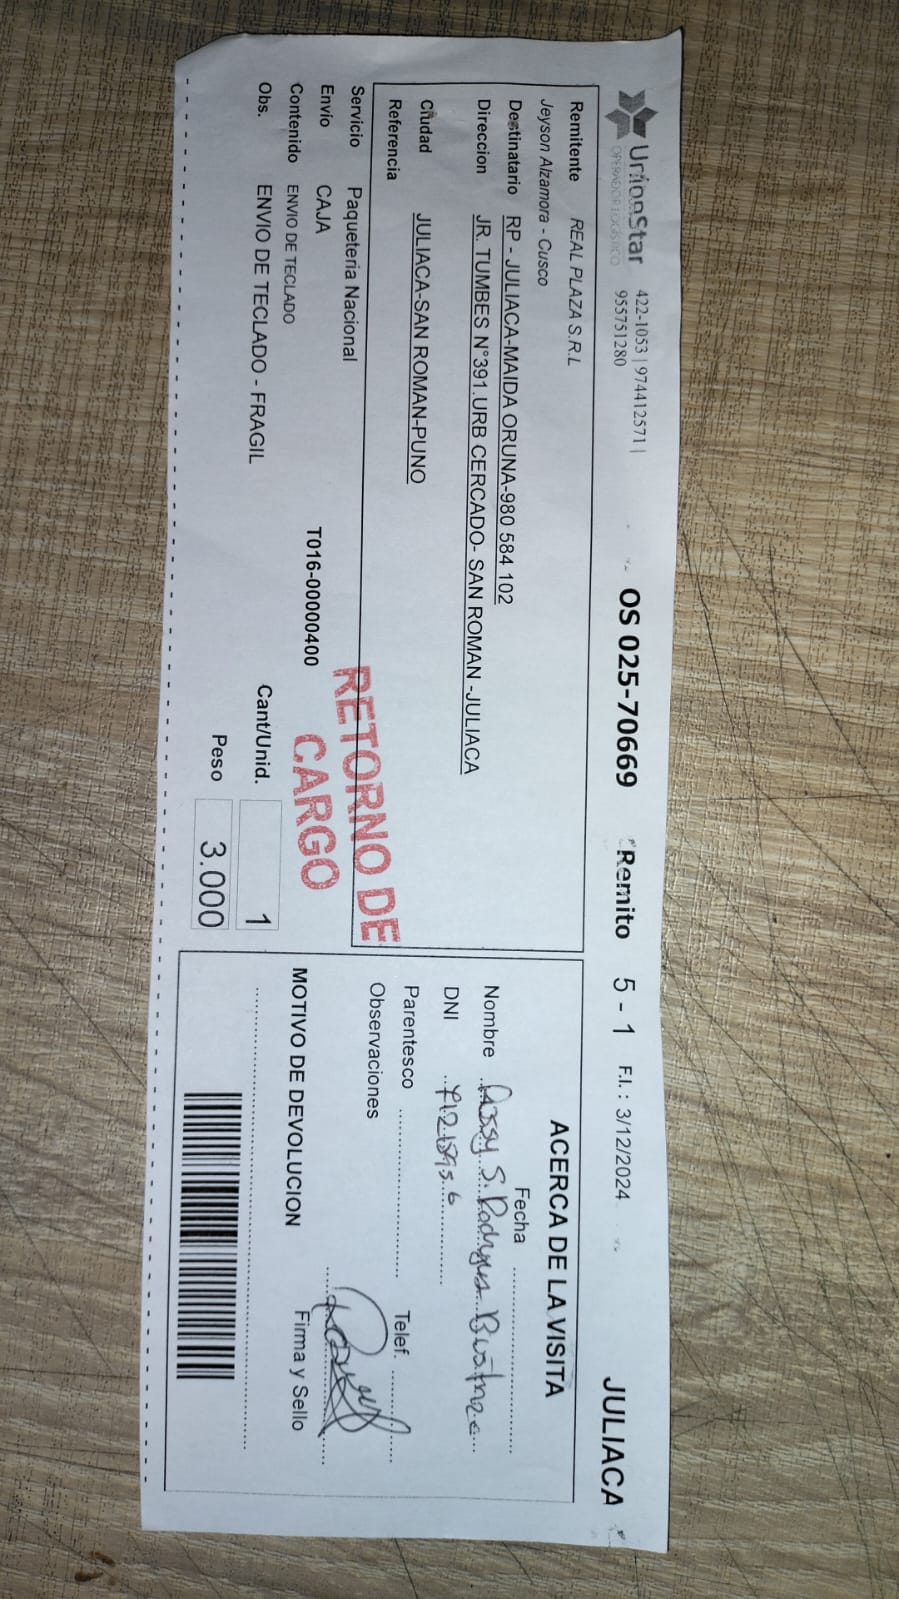 UnionStar
OPERADOR LOGISTICO
422-1053 | 974412571 |
955751280
OS 025-70669
Remito 5 - 1 F.I.: 3/12/2024
JULIACA
Remitente REAL PLAZA S.R.L
Jeyson Alzamora - Cusco
Destinatario RP - JULIACA-MAIDA ORUNA-980 584 102
Direccion JR. TUMBES N°391.URB CERCADO- SAN ROMAN -JULIACA
Ciudad JULIACA-SAN ROMAN-PUNO
Referencia
Servicio Paqueteria Nacional
Envio CAJA
T016-00000400
Contenido ENVIO DE TECLADO
Obs. ENVIO DE TECLADO - FRAGIL
Cant/Unid. 1
Peso 3.000
RETORNO DE
CARGO
ACERCA DE LA VISITA
Fecha
Nombre S.
DNI
Parentesco Telef.
Observaciones
Firma y Sello
MOTIVO DE DEVOLUCION